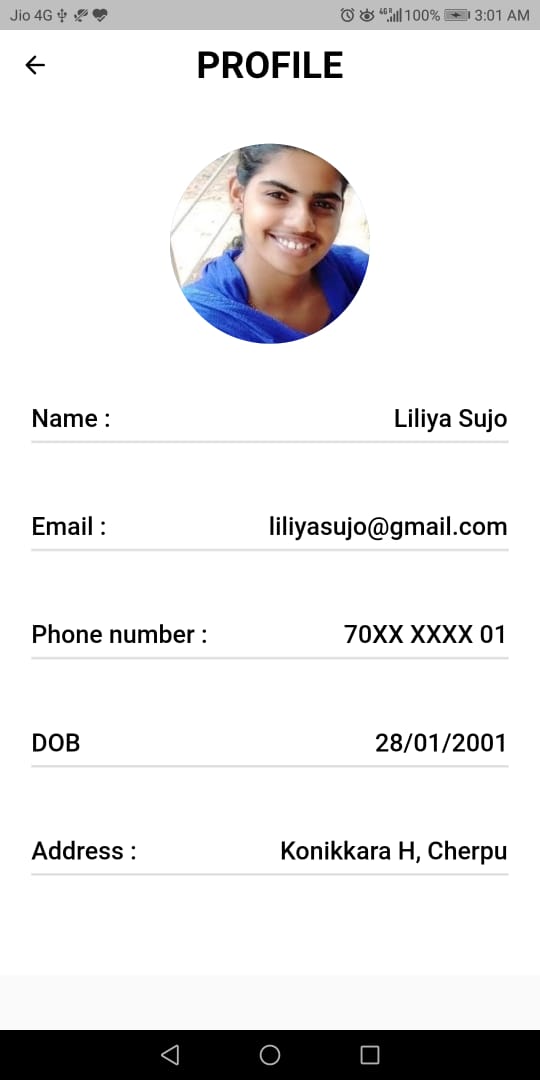 Jio 4G 100% 3:01 AM
PROFILE
Name : Liliya Sujo
Email : liliyasujo@gmail.com
Phone number : 70XX XXXX 01
DOB 28/01/2001
Address : Konikkara H, Cherpu